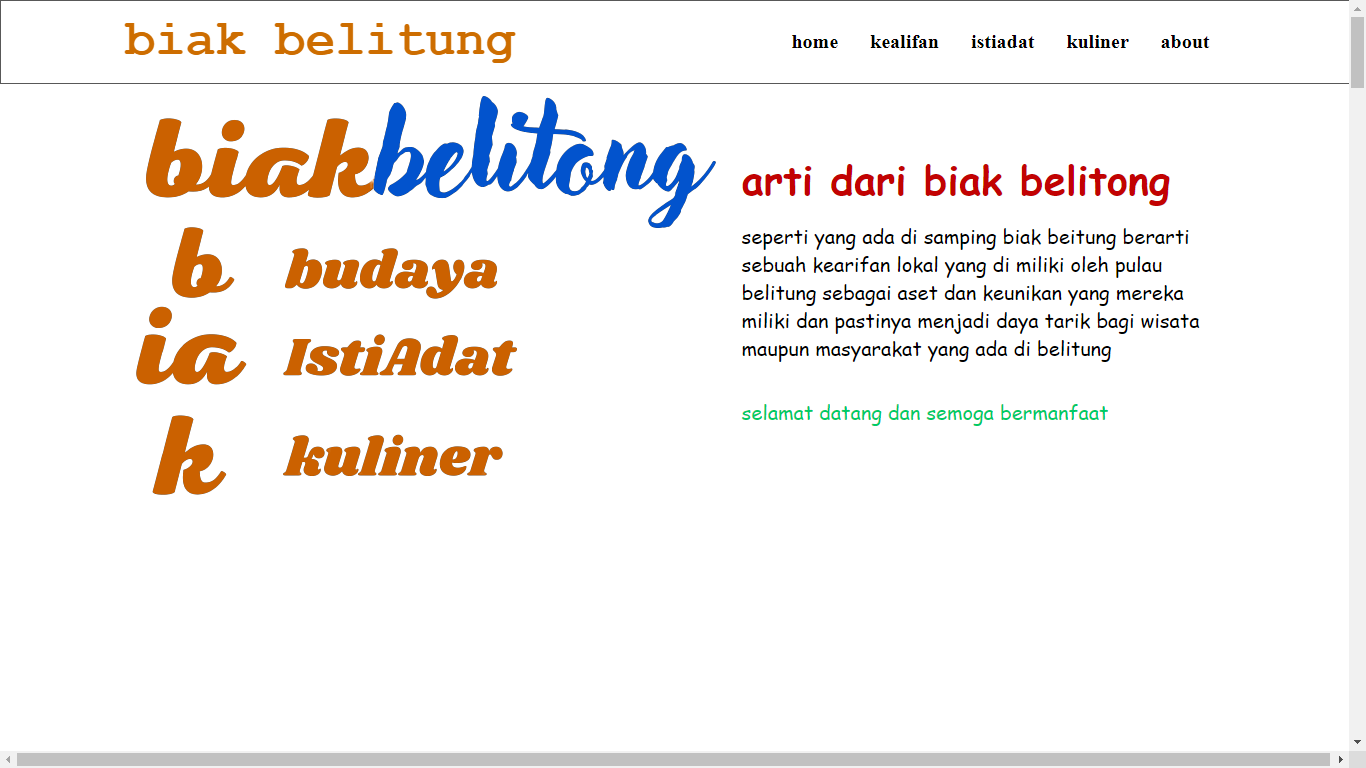 biak belitung
home kealifan istiadat kuliner about
biakbelitong
b budaya
ia IstiAdat
k kuliner
arti dari biak belitong
seperti yang ada di samping biak beitung berarti
sebuah kearifan lokal yang di miliki oleh pulau
belitung sebagai aset dan keunikan yang mereka
miliki dan pastinya menjadi daya tarik bagi wisata
maupun masyarakat yang ada di belitung
selamat datang dan semoga bermanfaat